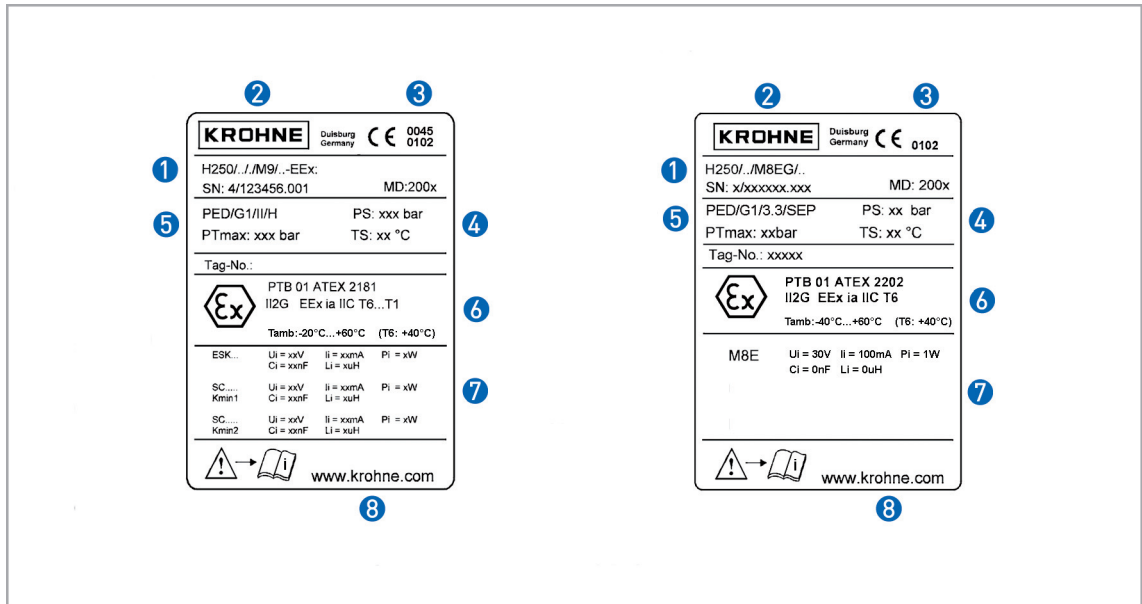 2
3
KROHNE Duisburg Germany CE 0045 0102
1
H250/.././M9/..-EEx:
SN: 4/123456.001 MD:200x
5
PED/G1/II/H PS: xxx bar
PTmax: xxx bar TS: xx °C
4
Tag-No.:
Ex
PTB 01 ATEX 2181
II2G EEx ia IIC T6...T1
6
Tamb:-20°C...+60°C (T6: +40°C)
ESK... Ui = xxV Ii = xxmA Pi = xW
Ci = xxnF Li = xuH
SC..... Ui = xxV Ii = xxmA Pi = xW
Kmin1 Ci = xxnF Li = xuH
7
SC..... Ui = xxV Ii = xxmA Pi = xW
Kmin2 Ci = xxnF Li = xuH
i
www.krohne.com
8
2
3
KROHNE Duisburg Germany CE 0102
1
H250/../M8EG/..
SN: x/xxxxxx.xxx MD: 200x
5
PED/G1/3.3/SEP PS: xx bar
PTmax: xxbar TS: xx °C
4
Tag-No.: xxxxx
Ex
PTB 01 ATEX 2202
II2G EEx ia IIC T6
6
Tamb:-40°C...+60°C (T6: +40°C)
M8E Ui = 30V Ii = 100mA Pi = 1W
Ci = 0nF Li = 0uH
7
i
www.krohne.com
8